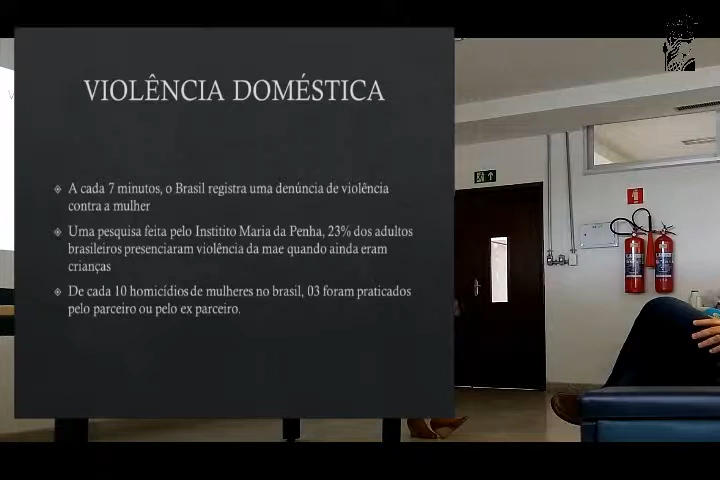 VIOLÊNCIA DOMÉSTICA
A cada 7 minutos, o Brasil registra uma denúncia de violência
contra a mulher
Uma pesquisa feita pelo Institito Maria da Penha, 23% dos adultos
brasileiros presenciaram violência da mae quando ainda eram
crianças
De cada 10 homicídios de mulheres no brasil, 03 foram praticados
pelo parceiro ou pelo ex parceiro.